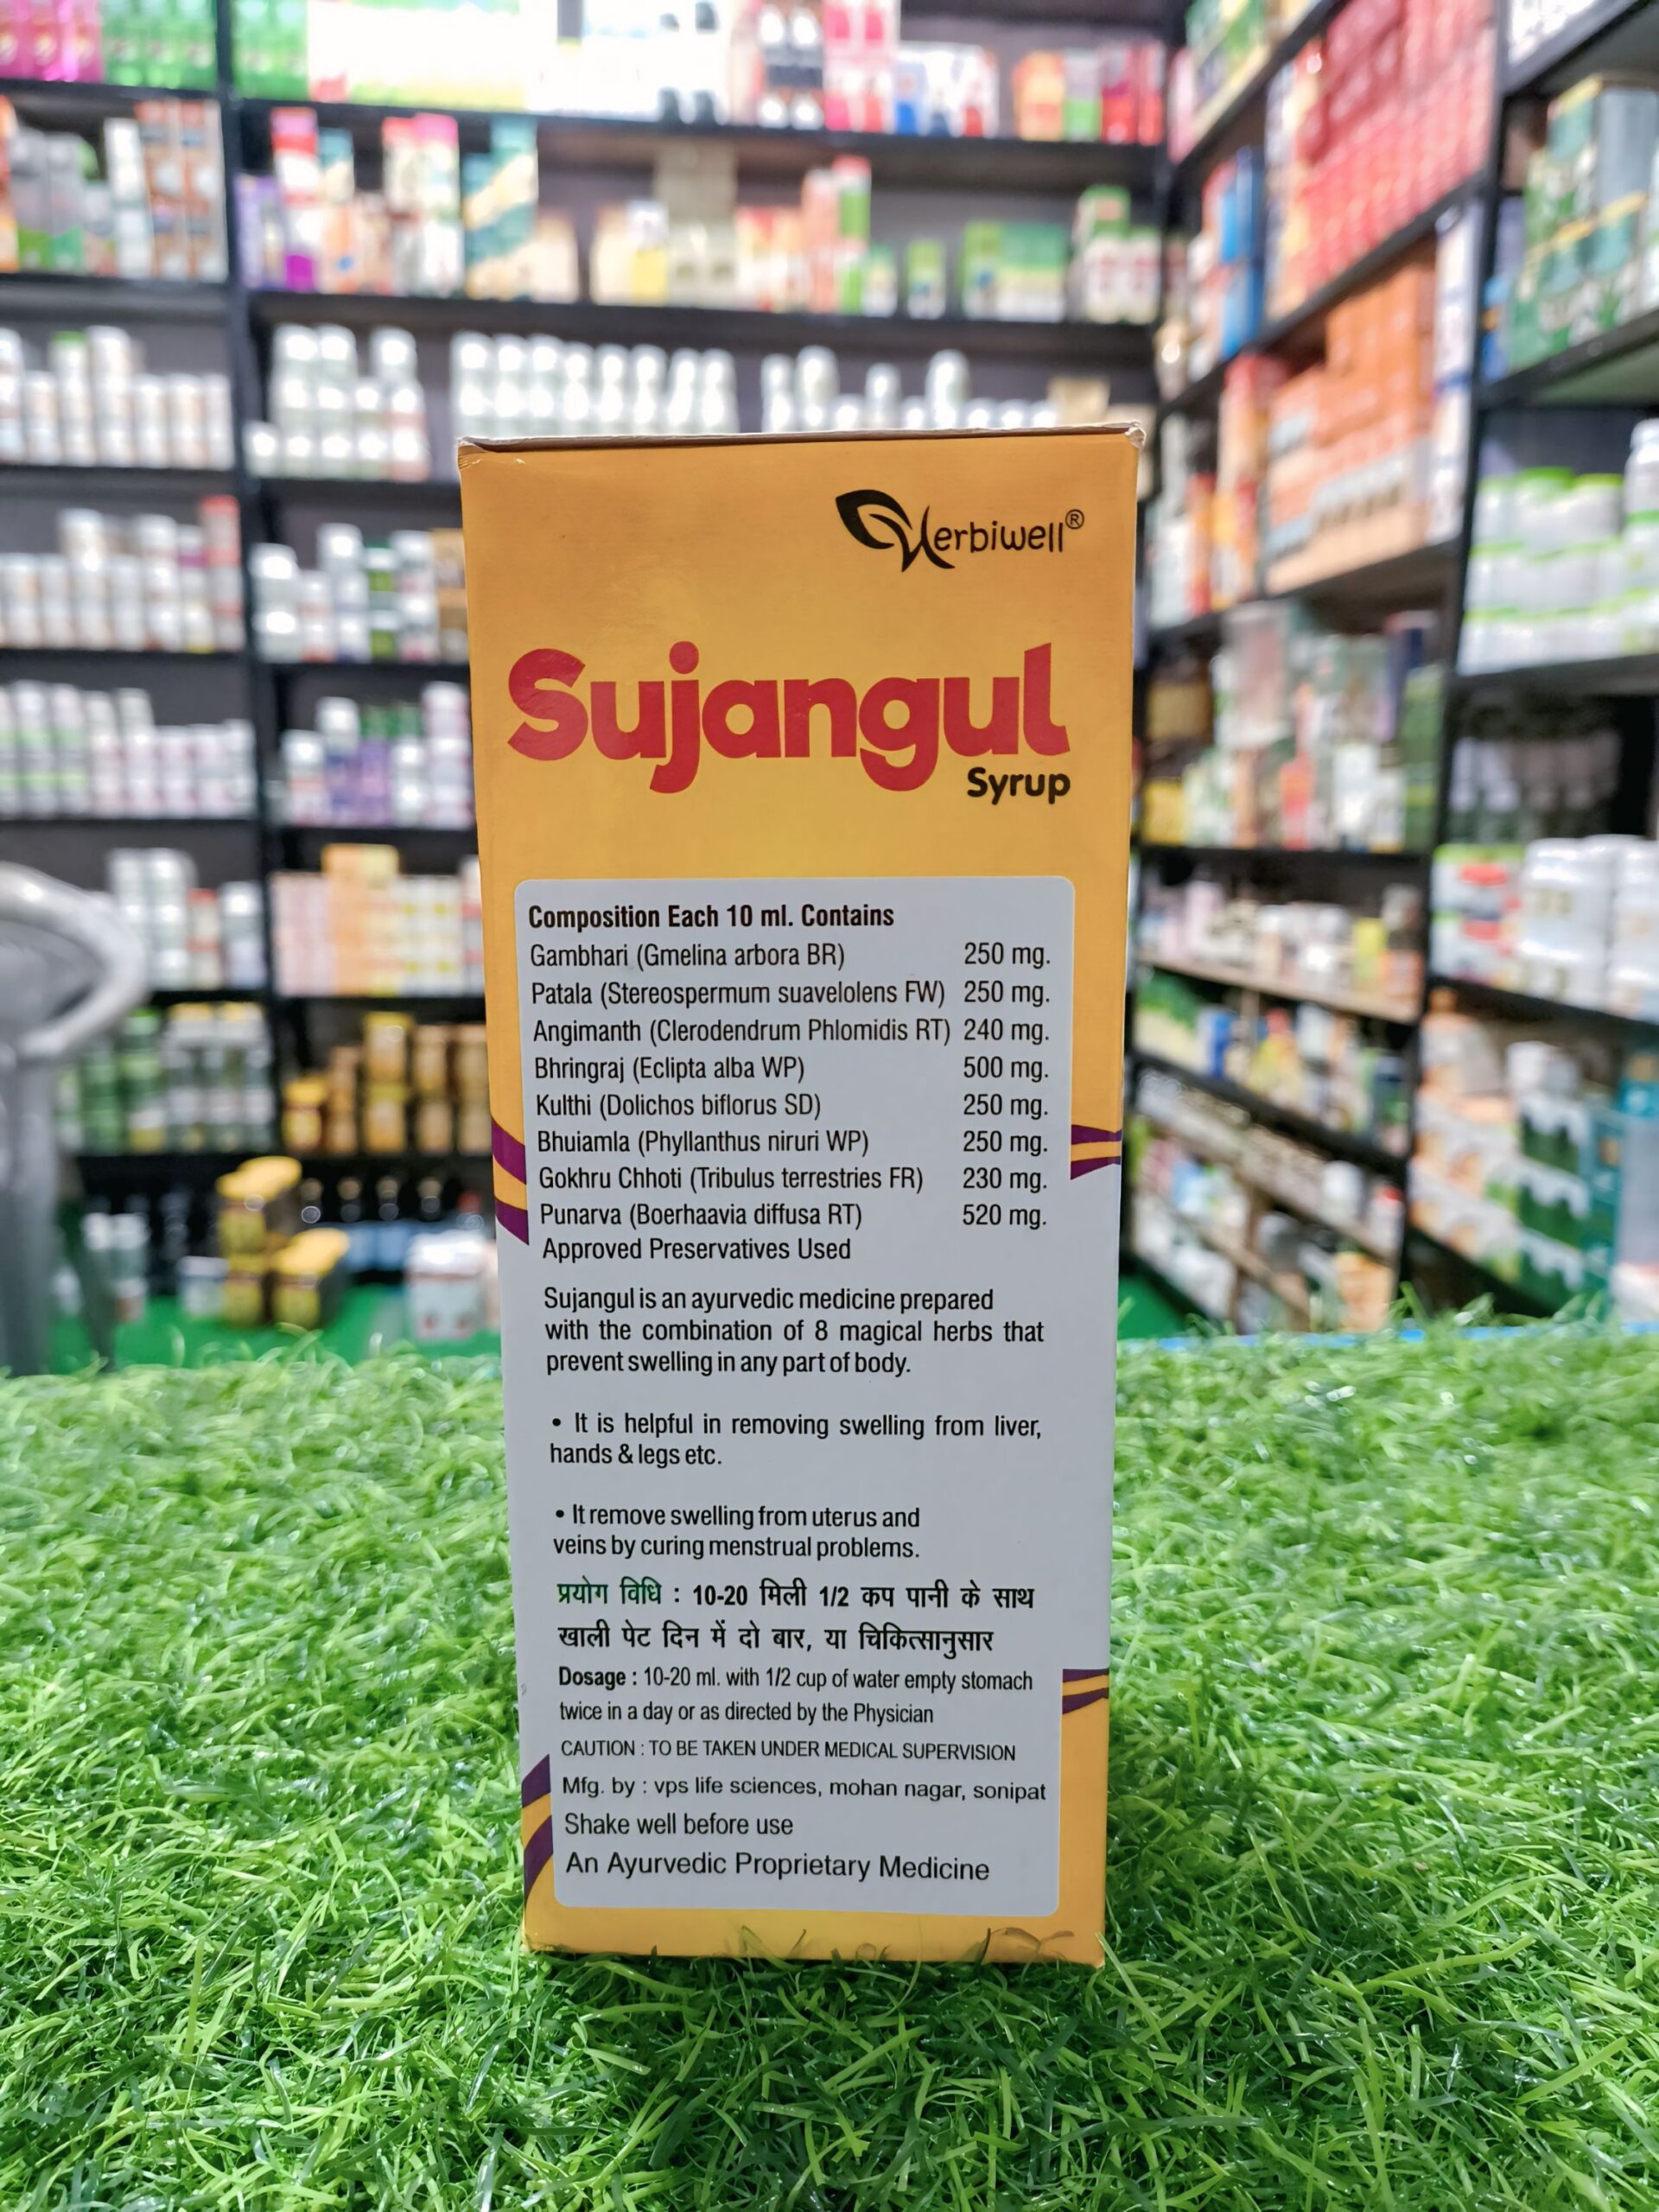 Herbiwell®
Sujangul
Syrup
Composition Each 10 ml. Contains
Gambhari (Gmelina arbora BR) 250 mg.
Patala (Stereospermum suavelolens FW) 250 mg.
Angimanth (Clerodendrum Phlomidis RT) 240 mg.
Bhringraj (Eclipta alba WP) 500 mg.
Kulthi (Dolichos biflorus SD) 250 mg.
Bhuiamla (Phyllanthus niruri WP) 250 mg.
Gokhru Chhoti (Tribulus terrestries FR) 230 mg.
Punarva (Boerhaavia diffusa RT) 520 mg.
Approved Preservatives Used
Sujangul is an ayurvedic medicine prepared
with the combination of 8 magical herbs that
prevent swelling in any part of body.
• It is helpful in removing swelling from liver,
hands & legs etc.
• It remove swelling from uterus and
veins by curing menstrual problems.
प्रयोग विधि : 10-20 मिली 1/2 कप पानी के साथ
खाली पेट दिन में दो बार, या चिकित्सानुसार
Dosage : 10-20 ml. with 1/2 cup of water empty stomach
twice in a day or as directed by the Physician
CAUTION : TO BE TAKEN UNDER MEDICAL SUPERVISION
Mfg. by : vps life sciences, mohan nagar, sonipat
Shake well before use
An Ayurvedic Proprietary Medicine